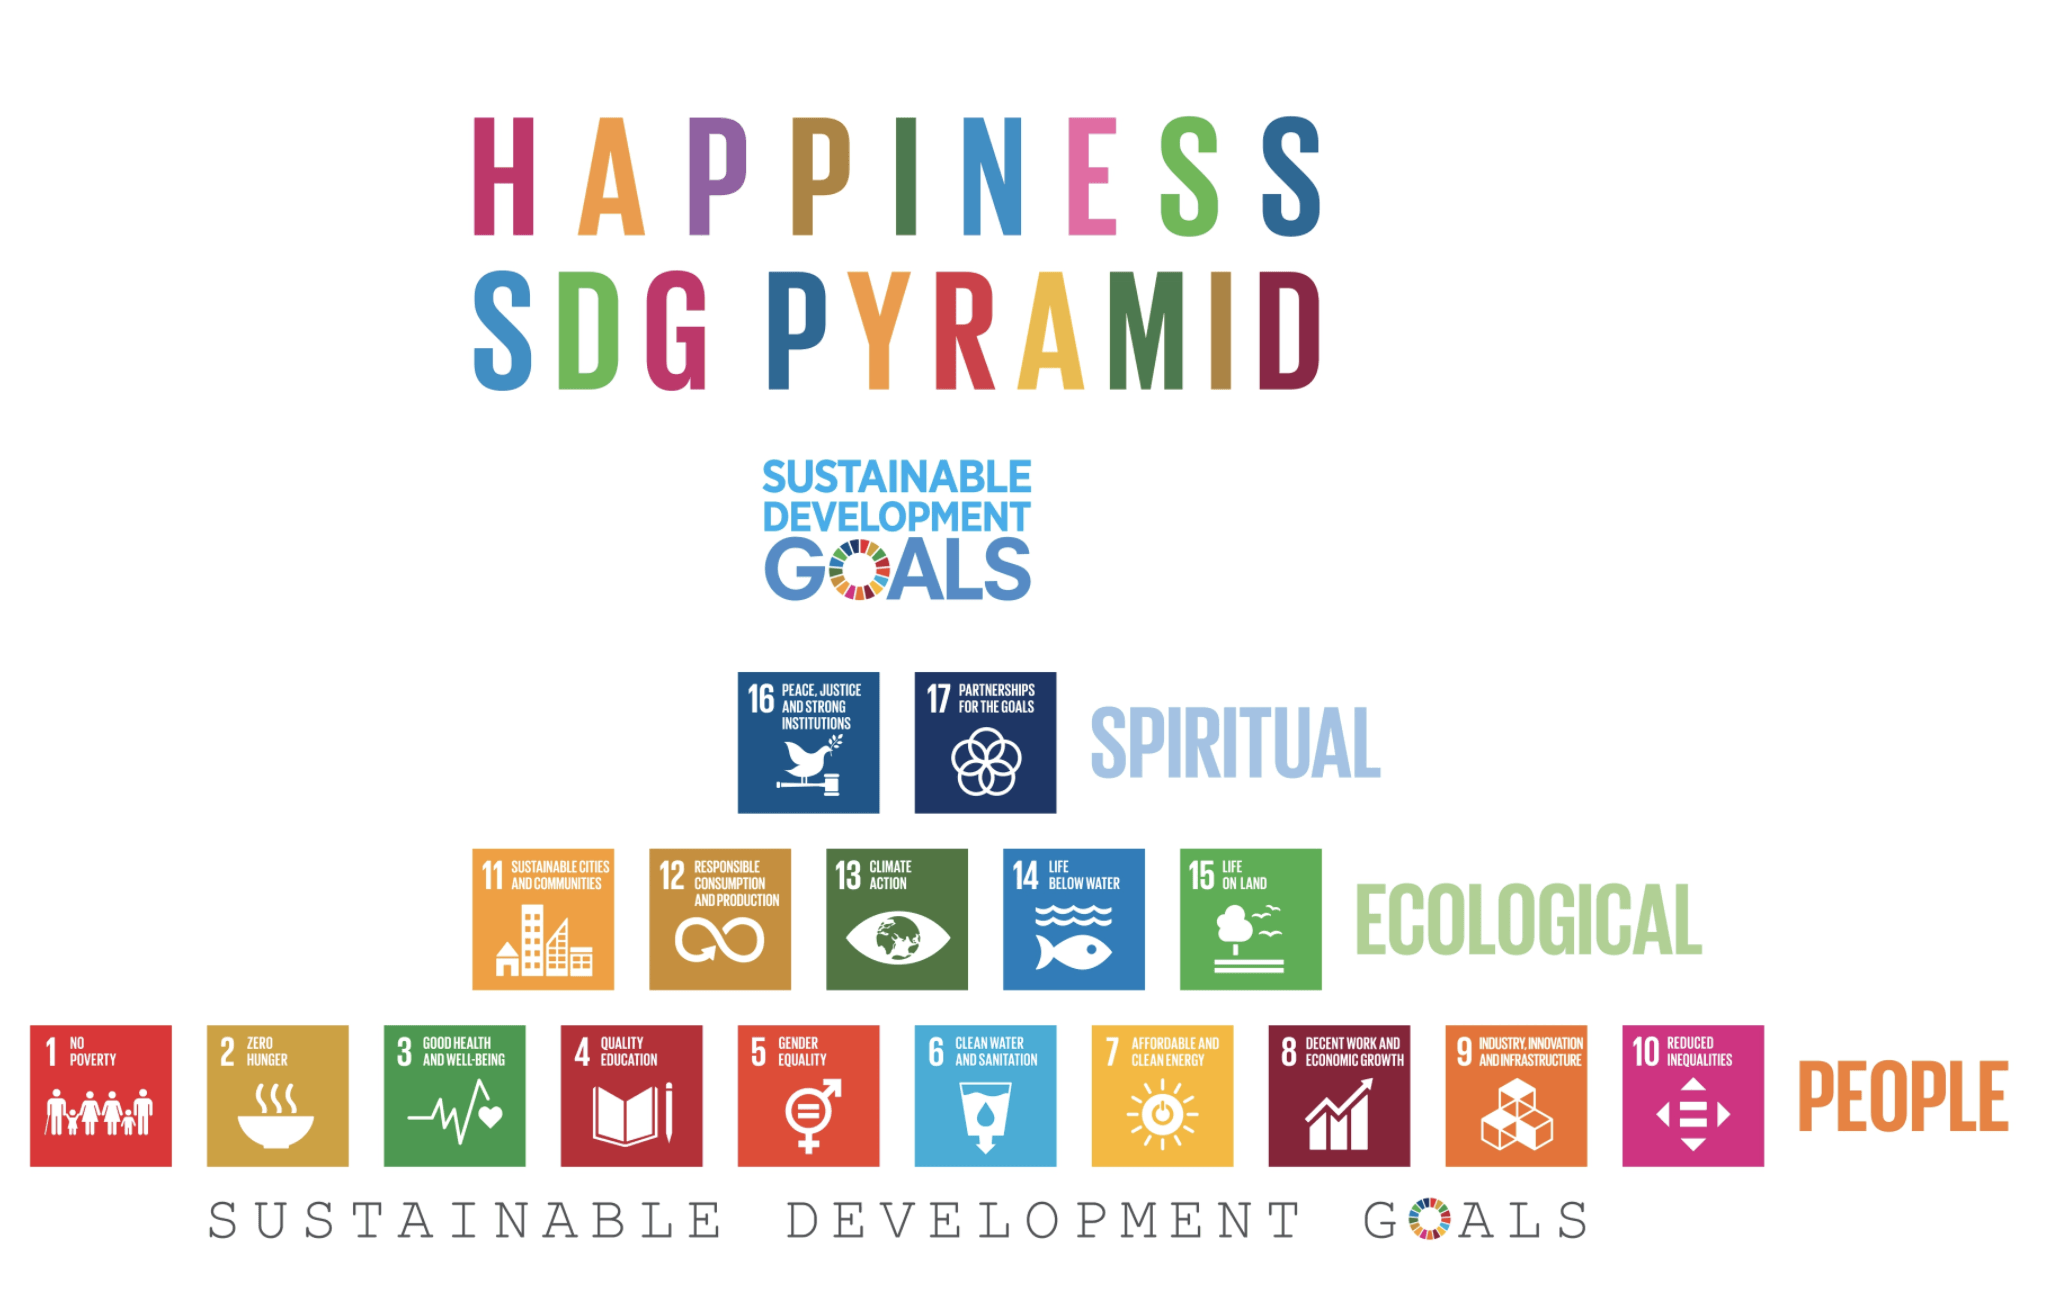 HAPPINESS
SDG PYRAMID
SUSTAINABLE
DEVELOPMENT
GOALS
16 PEACE, JUSTICE
AND STRONG
INSTITUTIONS
17 PARTNERSHIPS
FOR THE GOALS
SPIRITUAL
11 SUSTAINABLE CITIES
AND COMMUNITIES
12 RESPONSIBLE
CONSUMPTION
AND PRODUCTION
13 CLIMATE
ACTION
14 LIFE
BELOW WATER
15 LIFE
ON LAND
ECOLOGICAL
1 NO
POVERTY
2 ZERO
HUNGER
3 GOOD HEALTH
AND WELL-BEING
4 QUALITY
EDUCATION
5 GENDER
EQUALITY
6 CLEAN WATER
AND SANITATION
7 AFFORDABLE AND
CLEAN ENERGY
8 DECENT WORK AND
ECONOMIC GROWTH
9 INDUSTRY, INNOVATION
AND INFRASTRUCTURE
10 REDUCED
INEQUALITIES
PEOPLE
SUSTAINABLE DEVELOPMENT GOALS